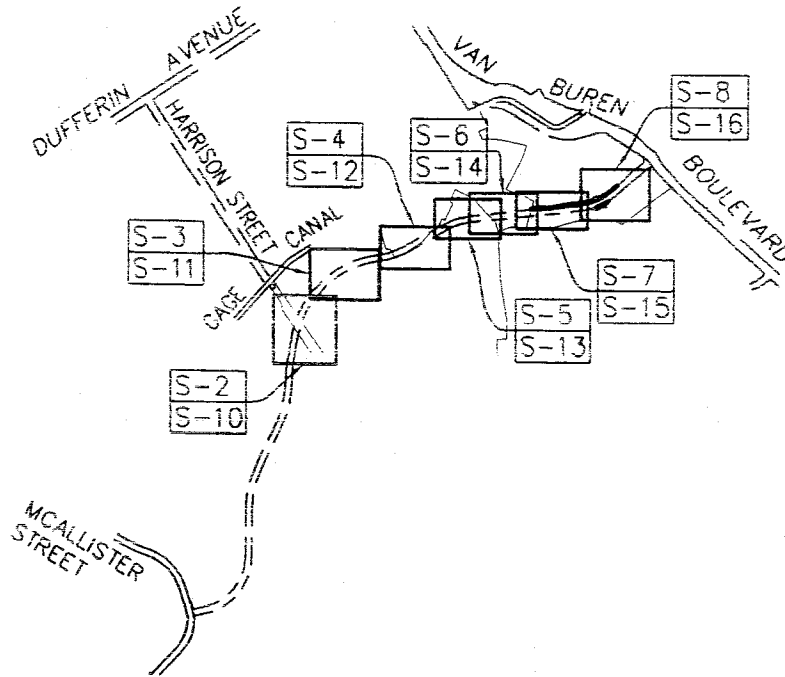 DUFFERIN AVENUE
HARRISON STREET
VAN BUREN BOULEVARD
S-8
S-16
S-4
S-12
S-6
S-14
S-3
S-11
GAGE CANAL
S-7
S-15
S-5
S-13
S-2
S-10
MCALLISTER
STREET